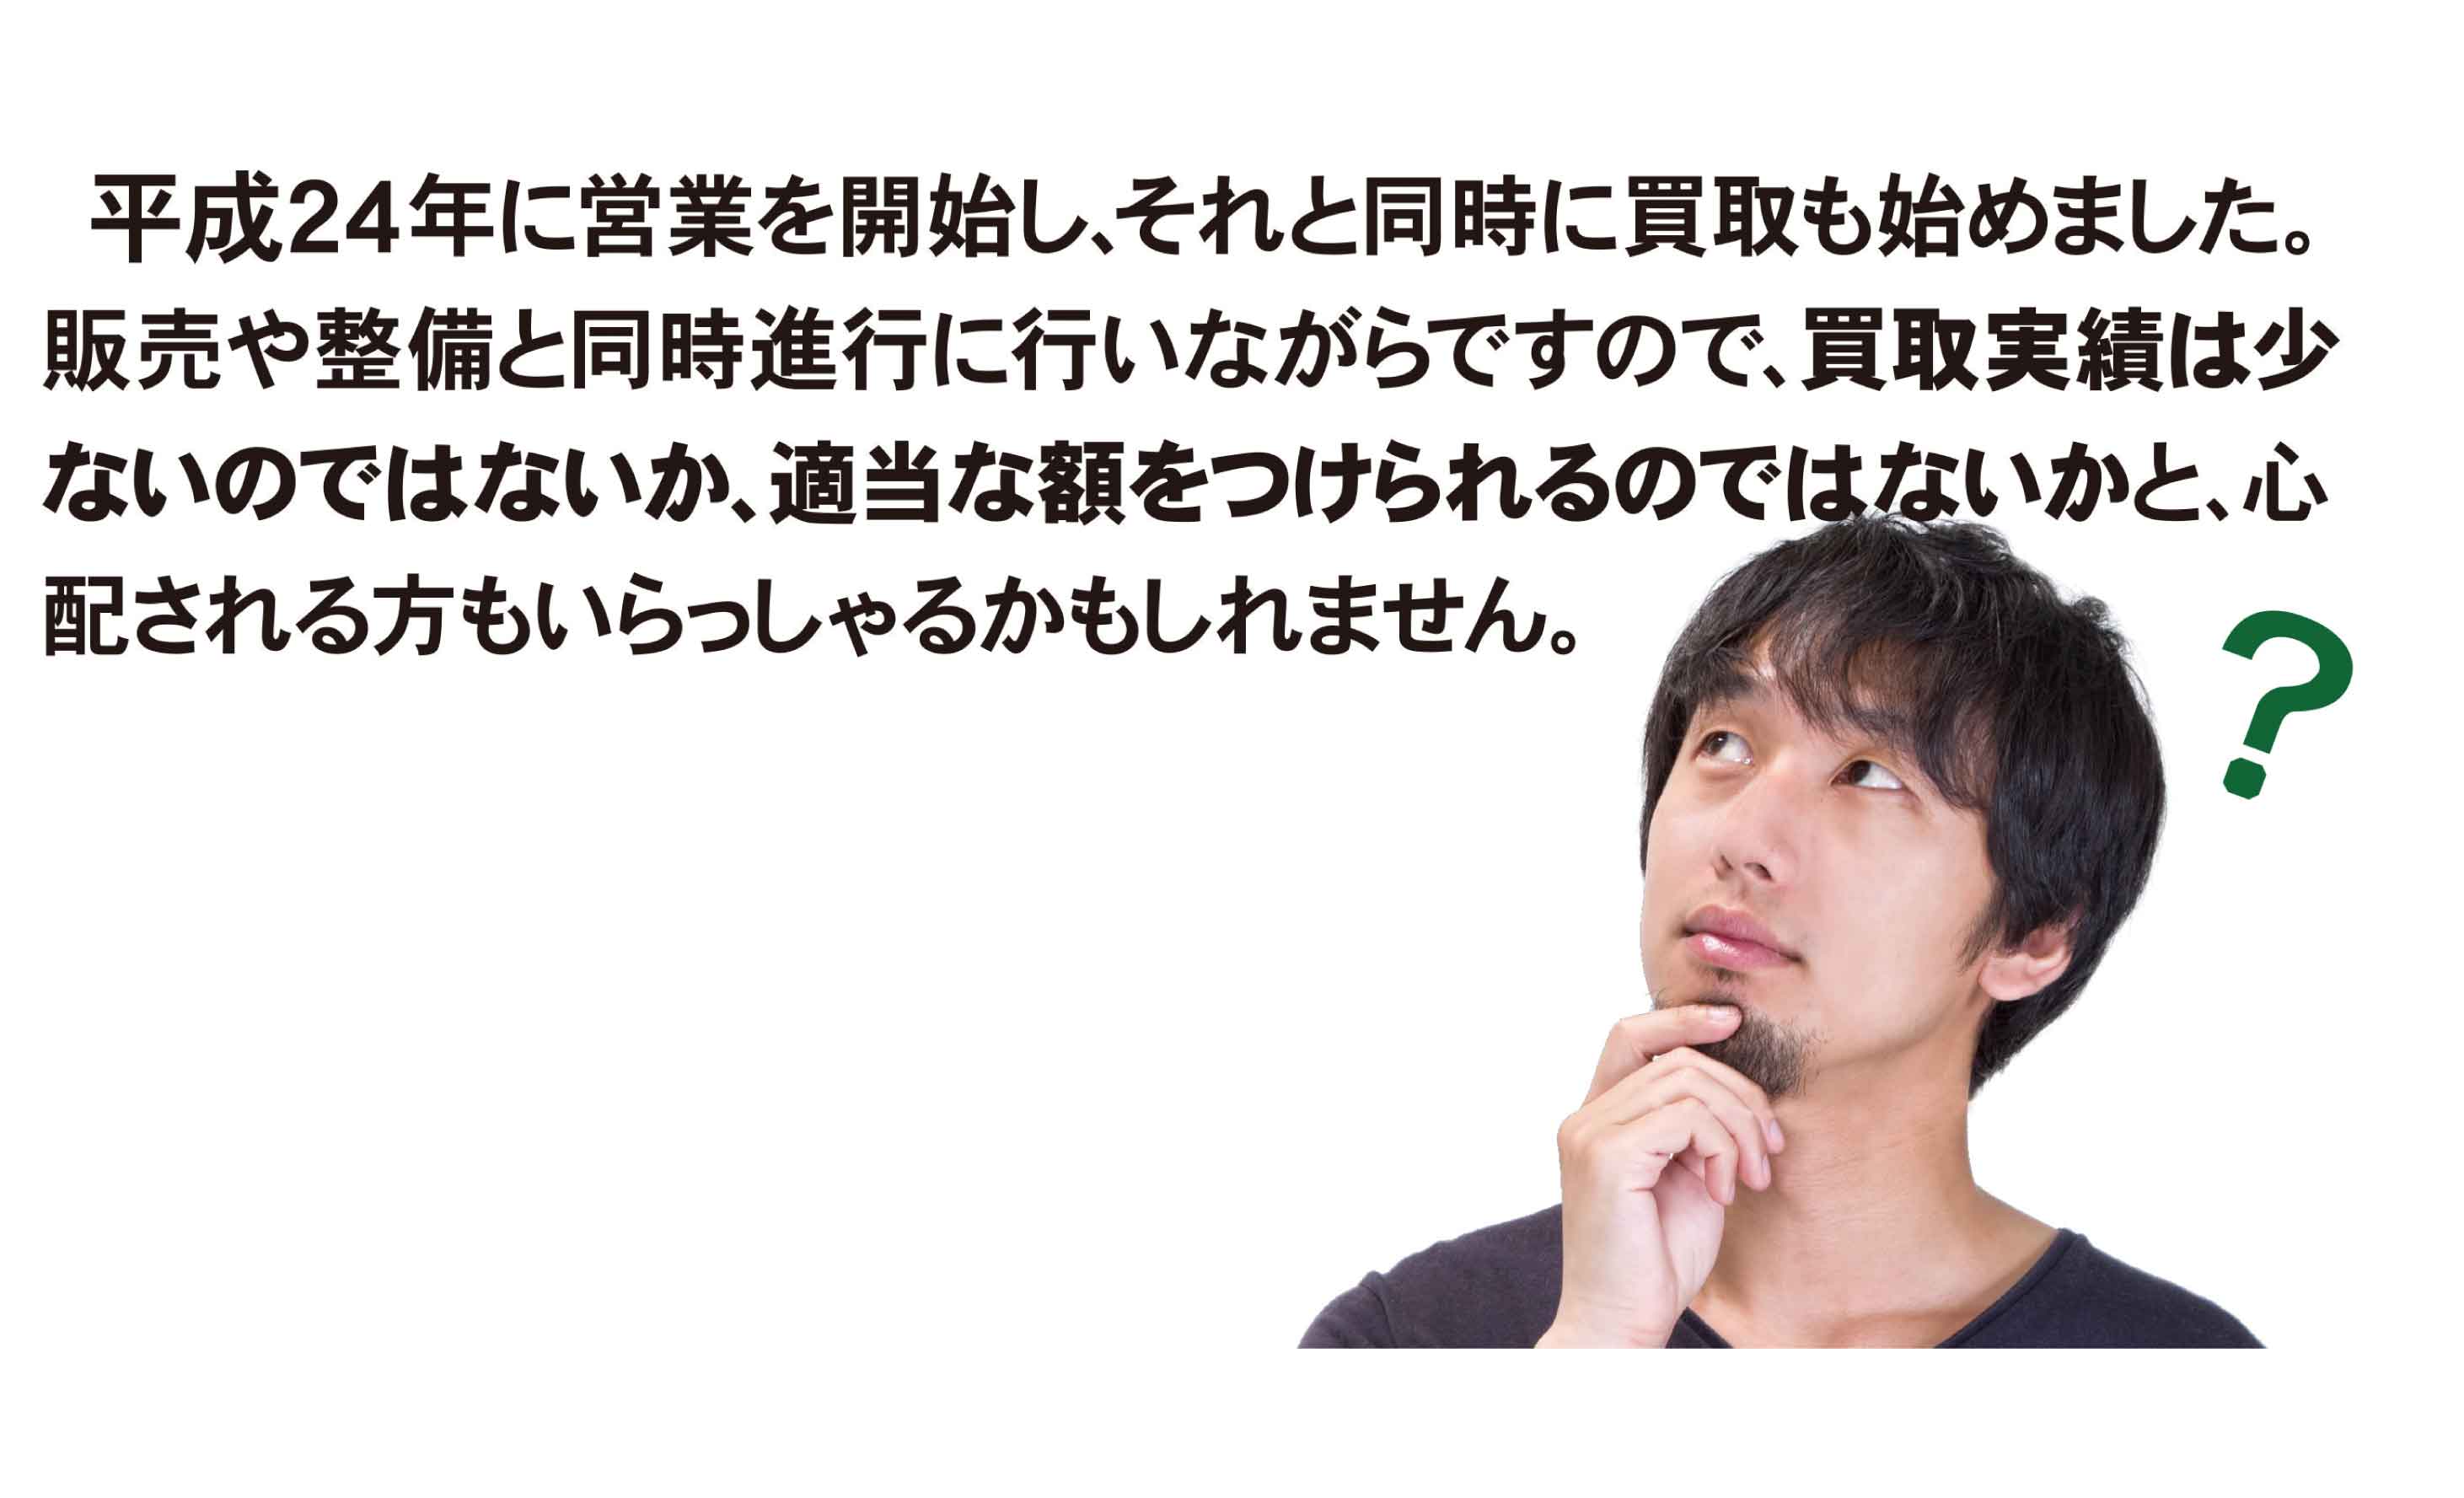 平成24年に営業を開始し、それと同時に買取も始めました。
販売や整備と同時進行に行いながらですので、買取実績は少
ないのではないか、適当な額をつけられるのではないかと、心
配される方もいらっしゃるかもしれません。
?